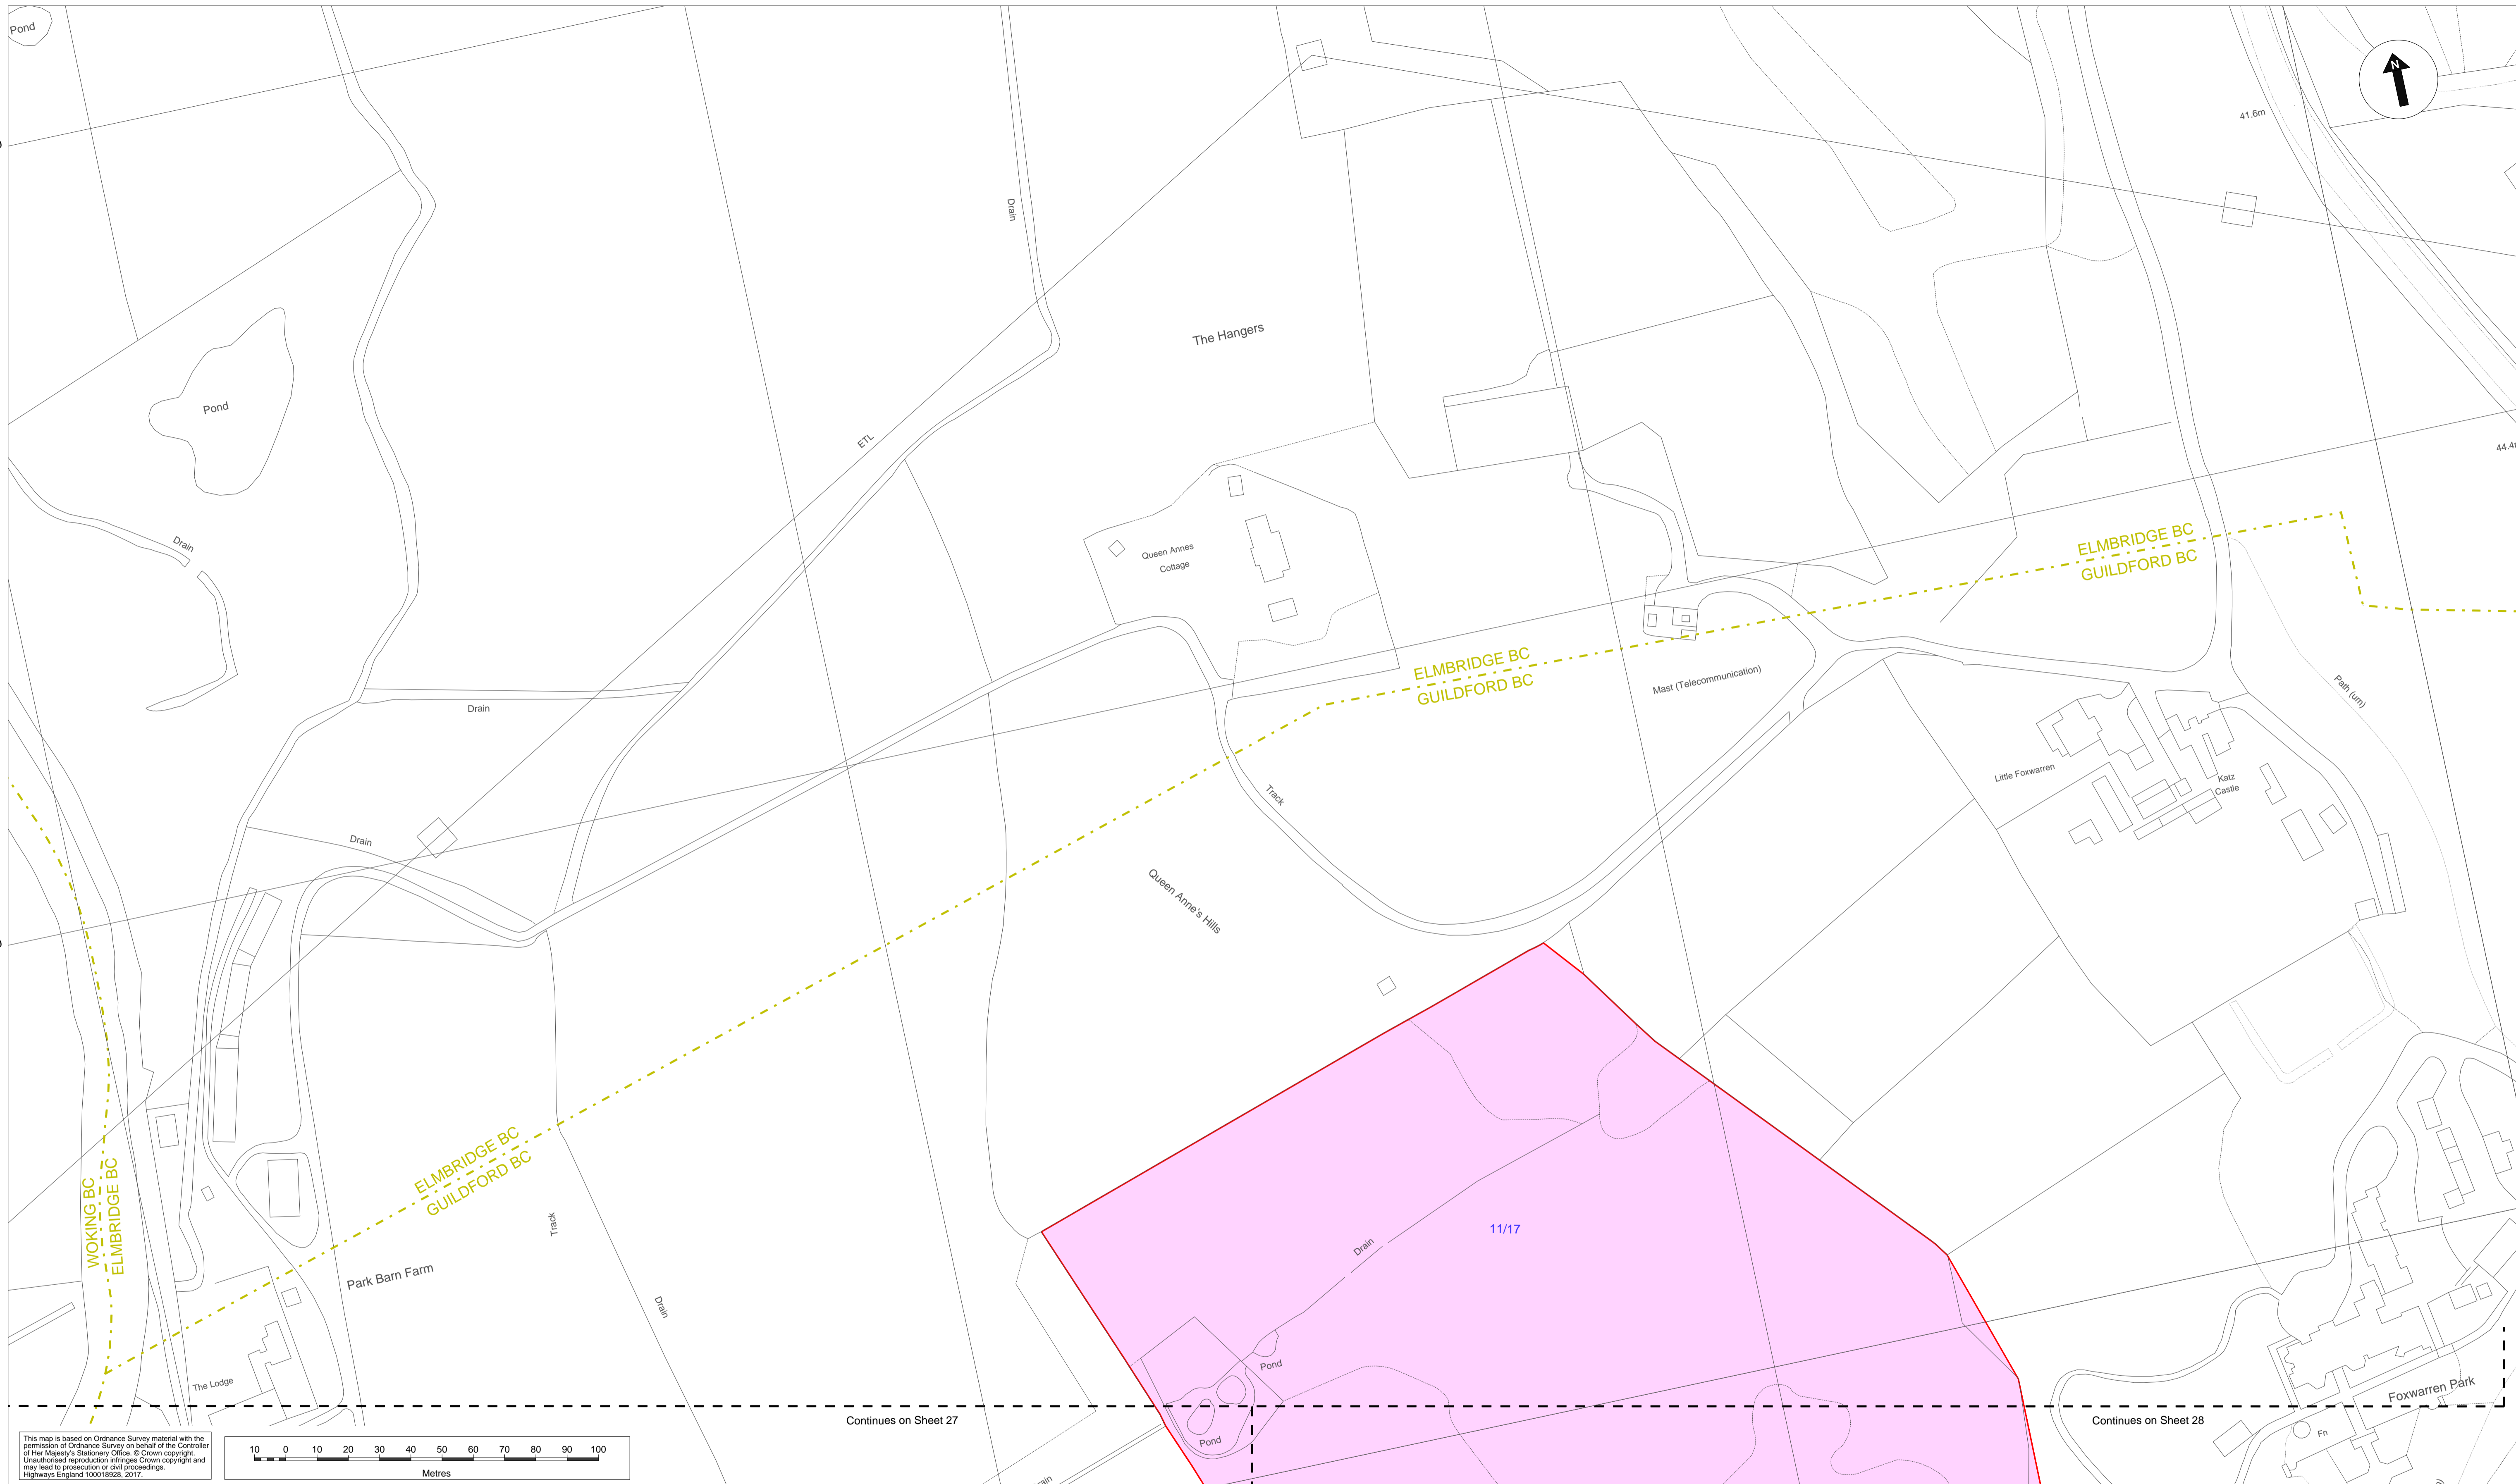 Pond
N
41.6m
Drain
The Hangers
Pond
ETL
Drain
Queen Annes
Cottage
ELMBRIDGE BC
GUILDFORD BC
ELMBRIDGE BC
GUILDFORD BC
Mast (Telecommunication)
Path (um)
Drain
Little Foxwarren
Katz
Castle
Track
Drain
Queen Anne's Hills
ELMBRIDGE BC
GUILDFORD BC
WOKING BC
ELMBRIDGE BC
Track
11/17
Drain
Park Barn Farm
Drain
Pond
The Lodge
Foxwarren Park
Continues on Sheet 27
Continues on Sheet 28
Pond
Fn
This map is based on Ordnance Survey material with the
permission of Ordnance Survey on behalf of the Controller
of Her Majesty's Stationery Office. © Crown copyright.
Unauthorised reproduction infringes Crown copyright and
may lead to prosecution or civil proceedings.
Highways England 100018928, 2017.
10 0 10 20 30 40 50 60 70 80 90 100
Metres